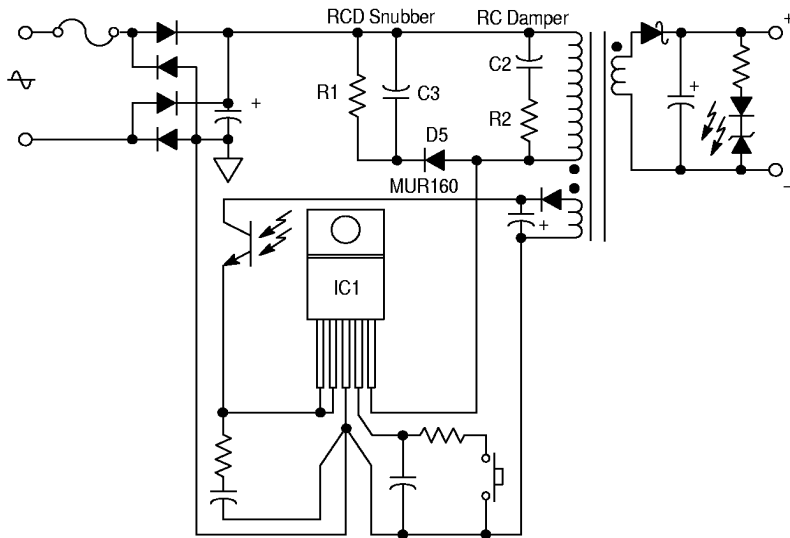 RCD Snubber
RC Damper
+
C2
R1
C3
+
R2
+
D5
MUR160
−
+
IC1